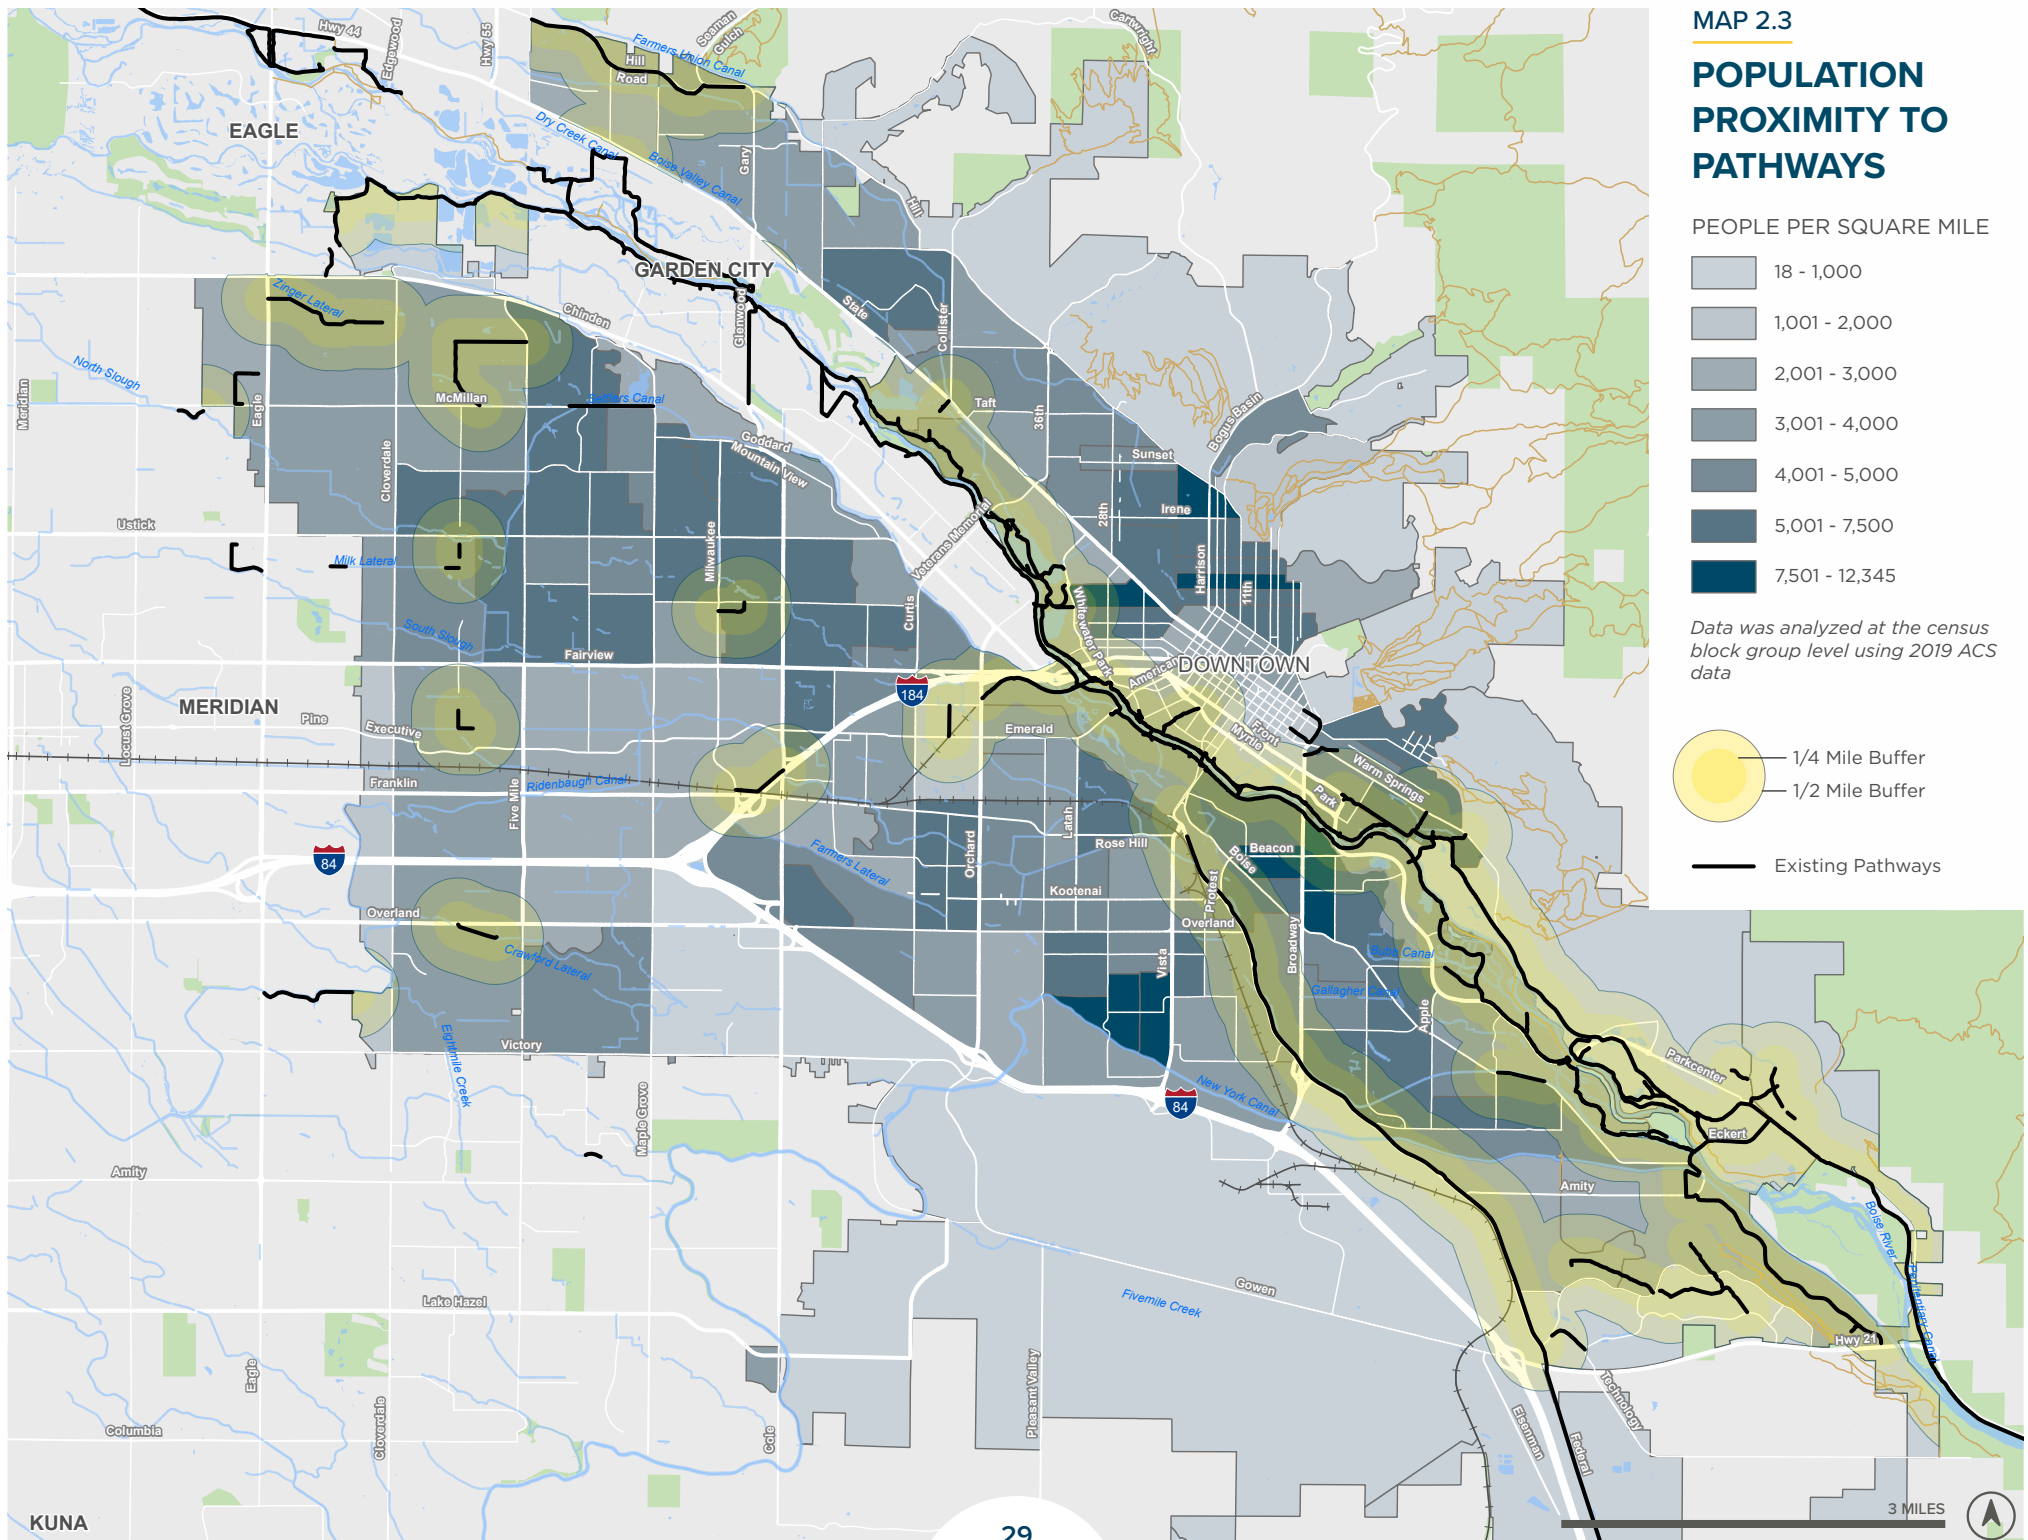 MAP 2.3
POPULATION
PROXIMITY TO
PATHWAYS
PEOPLE PER SQUARE MILE
18 - 1,000
1,001 - 2,000
2,001 - 3,000
3,001 - 4,000
4,001 - 5,000
5,001 - 7,500
7,501 - 12,345
Data was analyzed at the census
block group level using 2019 ACS
data
1/4 Mile Buffer
1/2 Mile Buffer
Existing Pathways
Hwy 44
Edgewood
Hwy 55
Hill
Road
Seaman
Gulch
Farmers Union Canal
Cartwright
EAGLE
Dry Creek Canal
Boise Valley Canal
Gary
Hill
GARDEN CITY
Zinger Lateral
Chinden
Glenwood
State
Collister
North Slough
Meridian
Eagle
McMillan
Settlers Canal
Taft
36th
Bogus Basin
Goddard
Mountain View
Cloverdale
Sunset
Ustick
Milk Lateral
Milwaukee
Veterans Memorial
28th
Irene
Harrison
11th
South Slough
Curtis
Whitewater Park
Fairview
DOWNTOWN
American
184
MERIDIAN
Locust Grove
Pine
Executive
Emerald
Front
Myrtle
Warm Springs
Franklin
Five Mile
Ridenbaugh Canal
Park
84
Farmers Lateral
Orchard
Latah
Rose Hill
Boise
Beacon
Kootenai
Protest
Overland
Overland
Crawford Lateral
Vista
Broadway
Bubb Canal
Gallagher Canal
Apple
Eightmile Creek
Victory
Maple Grove
New York Canal
84
Parkcenter
Eckert
Amity
Amity
Boise River
Penitentiary Canal
Lake Hazel
Gowen
Fivemile Creek
Hwy 21
Eagle
Cloverdale
Columbia
Cole
Pleasant Valley
Technology
Eisenman
Federal
KUNA
29
3 MILES